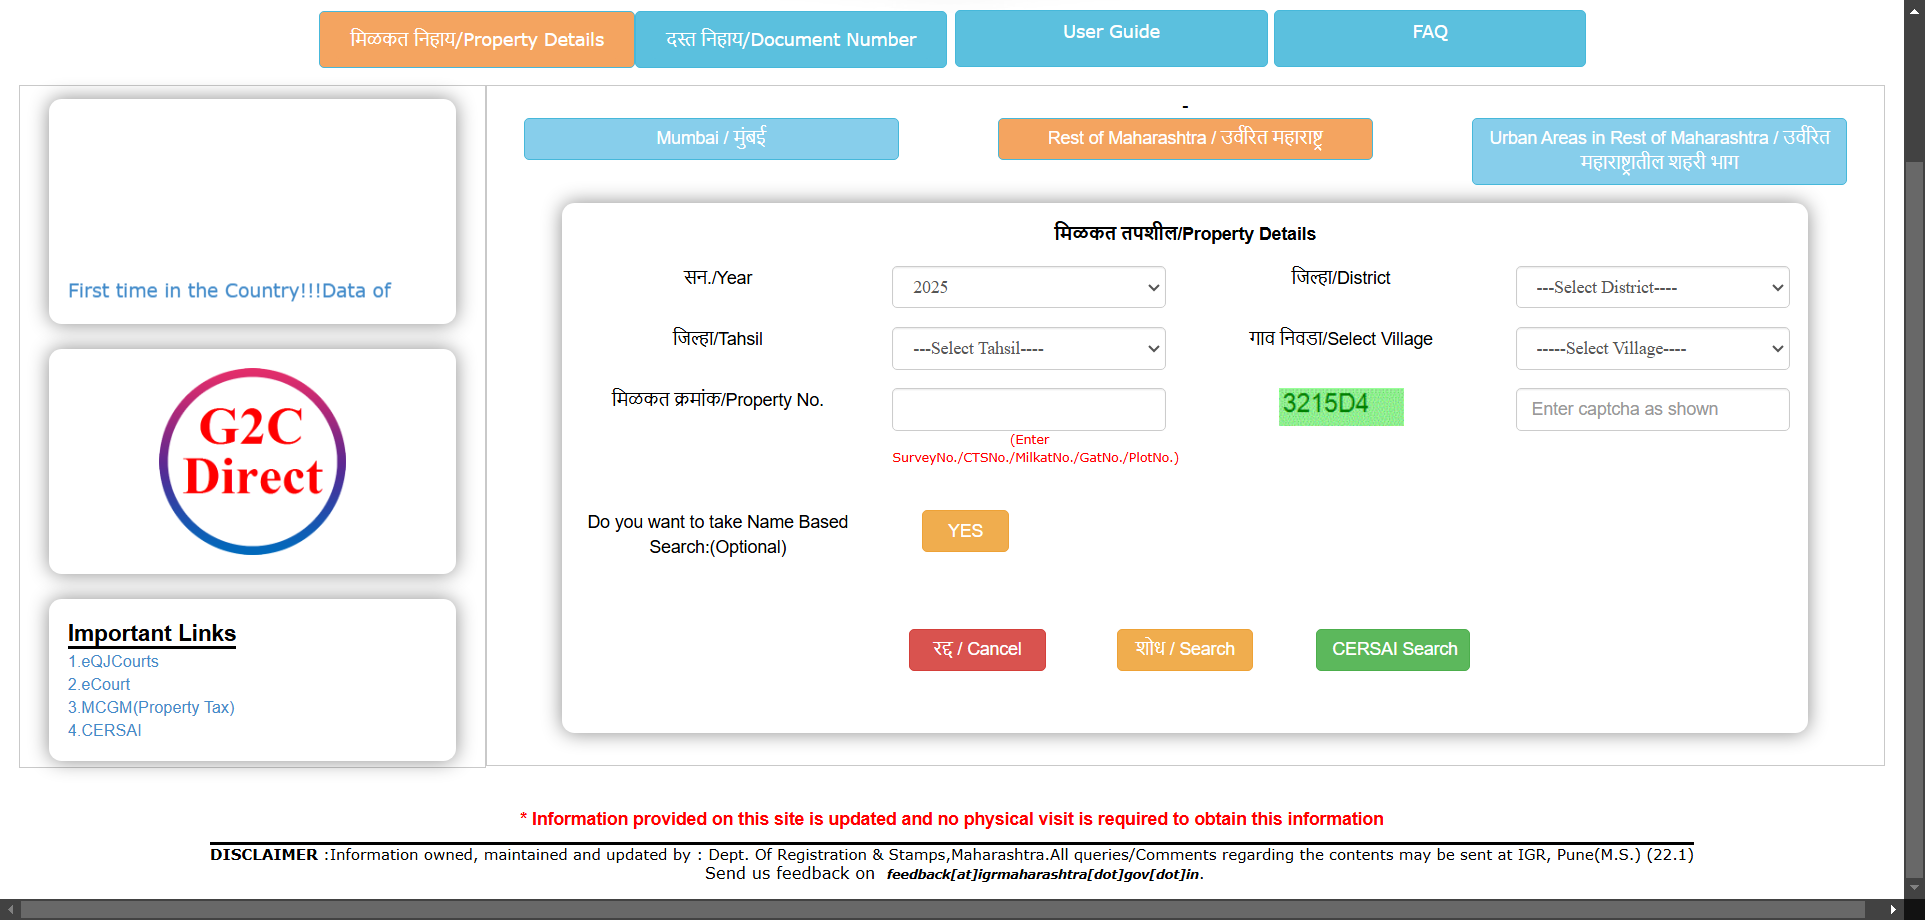 मिळकत निहाय/Property Details
दस्त निहाय/Document Number
User Guide
FAQ
First time in the Country!!!Data of
G2C
Direct
Important Links
1.eQJCourts
2.eCourt
3.MCGM(Property Tax)
4.CERSAI
-
Mumbai / मुंबई
Rest of Maharashtra / उर्वरित महाराष्ट्र
Urban Areas in Rest of Maharashtra / उर्वरित
महाराष्ट्रातील शहरी भाग
मिळकत तपशील/Property Details
सन./Year
2025
जिल्हा/District
---Select District----
जिल्हा/Tahsil
---Select Tahsil----
गाव निवडा/Select Village
-----Select Village----
मिळकत क्रमांक/Property No.
3215D4
Enter captcha as shown
(Enter
SurveyNo./CTSNo./MilkatNo./GatNo./PlotNo.)
Do you want to take Name Based
Search:(Optional)
YES
रद्द / Cancel
शोध / Search
CERSAI Search
* Information provided on this site is updated and no physical visit is required to obtain this information
DISCLAIMER :Information owned, maintained and updated by : Dept. Of Registration & Stamps,Maharashtra.All queries/Comments regarding the contents may be sent at IGR, Pune(M.S.) (22.1)
Send us feedback on feedback[at]igrmaharashtra[dot]gov[dot]in.